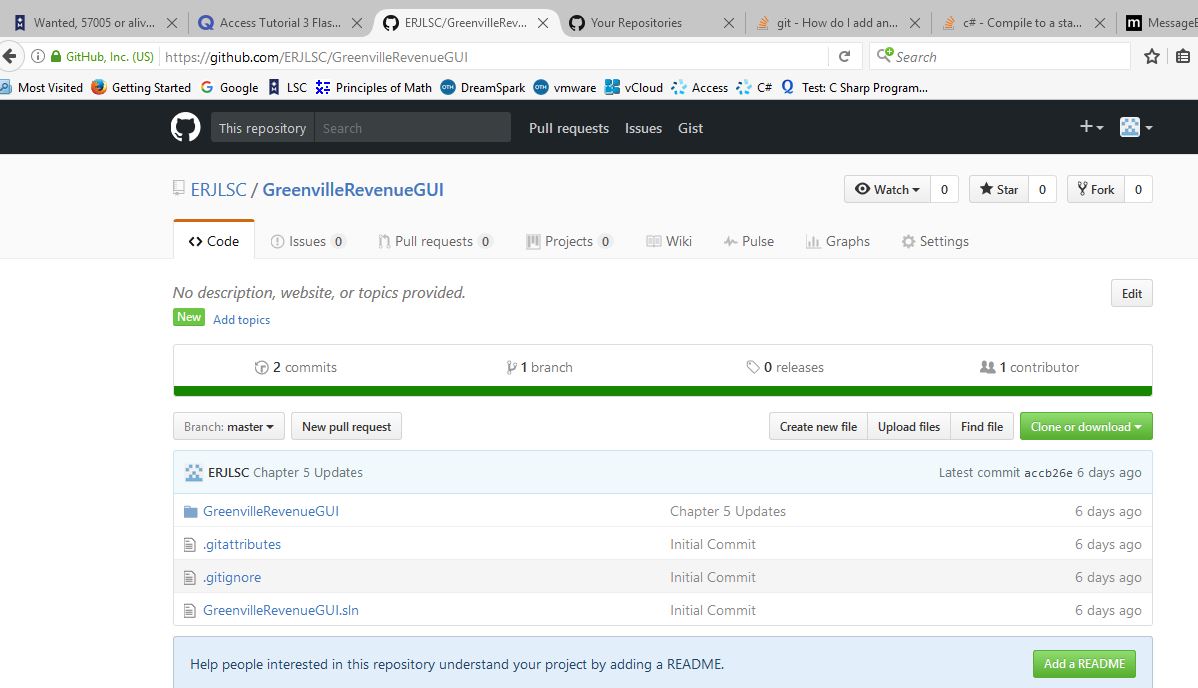 Wanted, 57005 or aliv...
Access Tutorial 3 Flas...
ERJLSC/GreenvilleRev...
Your Repositories
git - How do I add an...
c# - Compile to a sta...
m MessageB
GitHub, Inc. (US) https://github.com/ERJLSC/GreenvilleRevenueGUI
Search
Most Visited Getting Started Google LSC Principles of Math DreamSpark vmware vCloud Access C# Test: C Sharp Program...
This repository Search Pull requests Issues Gist
ERJLSC / GreenvilleRevenueGUI
Watch 0 Star 0 Fork 0
Code Issues 0 Pull requests 0 Projects 0 Wiki Pulse Graphs Settings
No description, website, or topics provided.
Edit
New Add topics
2 commits 1 branch 0 releases 1 contributor
Branch: master New pull request Create new file Upload files Find file Clone or download
ERJLSC Chapter 5 Updates Latest commit accb26e 6 days ago
GreenvilleRevenueGUI Chapter 5 Updates 6 days ago
.gitattributes Initial Commit 6 days ago
.gitignore Initial Commit 6 days ago
GreenvilleRevenueGUI.sln Initial Commit 6 days ago
Help people interested in this repository understand your project by adding a README. Add a README